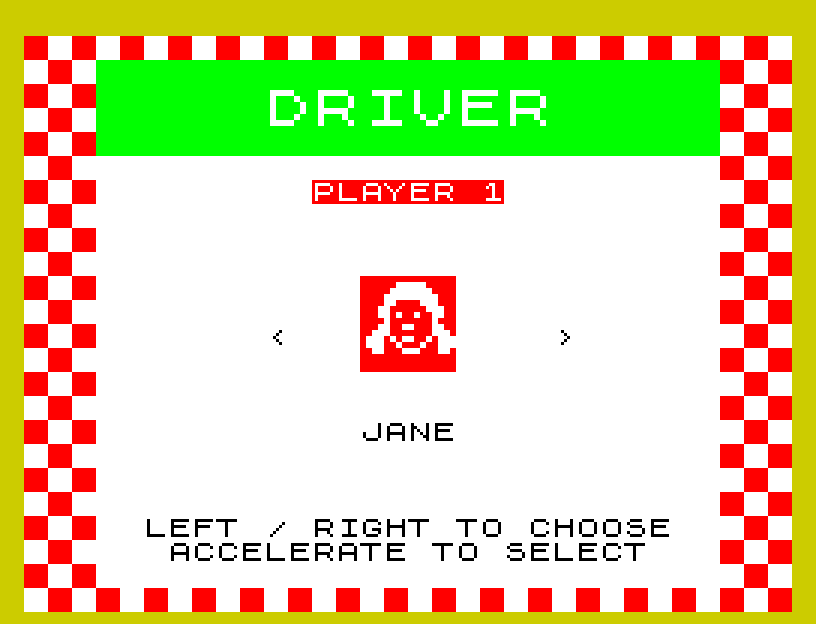 DRIVER
PLAYER 1
< >
JANE
LEFT / RIGHT TO CHOOSE
ACCELERATE TO SELECT